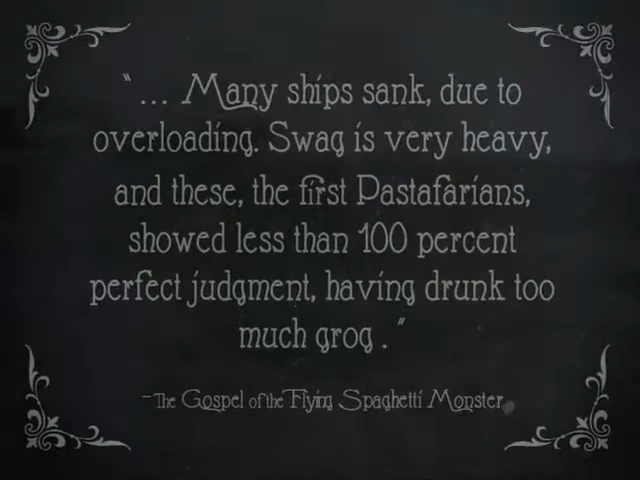 "... Many ships sank, due to
overloading. Swag is very heavy,
and these, the first Pastafarians,
showed less than 100 percent
perfect judgment, having drunk too
much grog."
-The Gospel of the Flying Spaghetti Monster